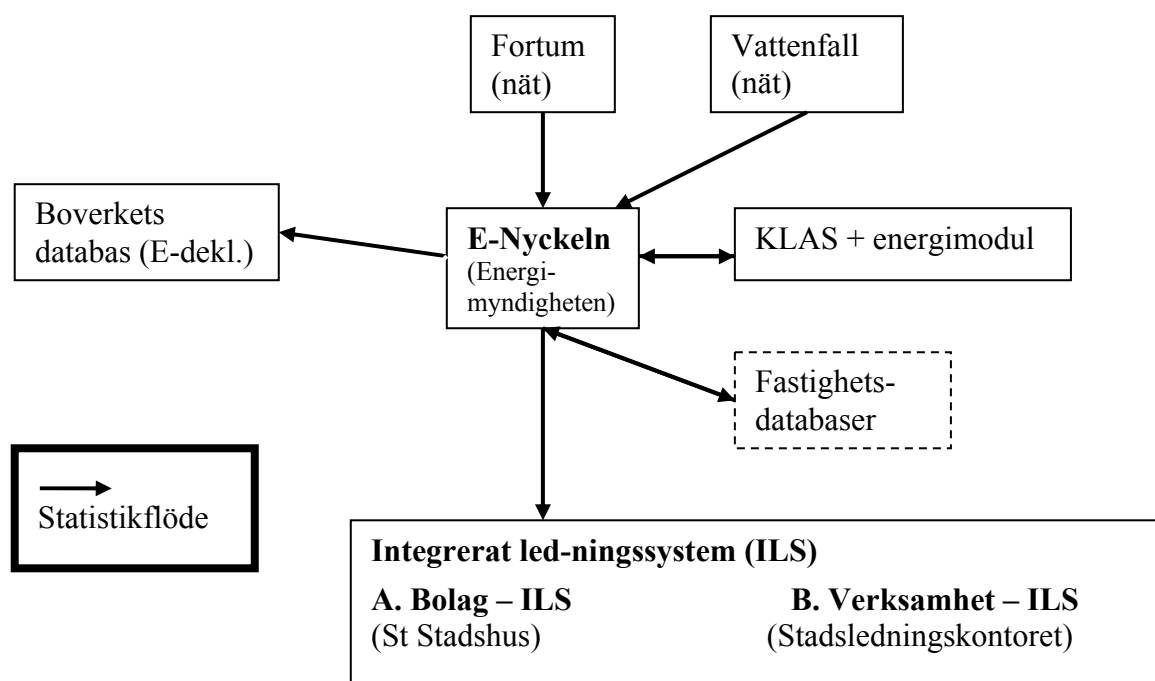 Fortum
(nät)
Vattenfall
(nät)
Boverkets
databas (E-dekl.)
E-Nyckeln
(Energi-
myndigheten)
KLAS + energimodul
Fastighets-
databaser
Statistikflöde
Integrerat led-ningssystem (ILS)
A. Bolag – ILS
(St Stadshus)
B. Verksamhet – ILS
(Stadsledningskontoret)